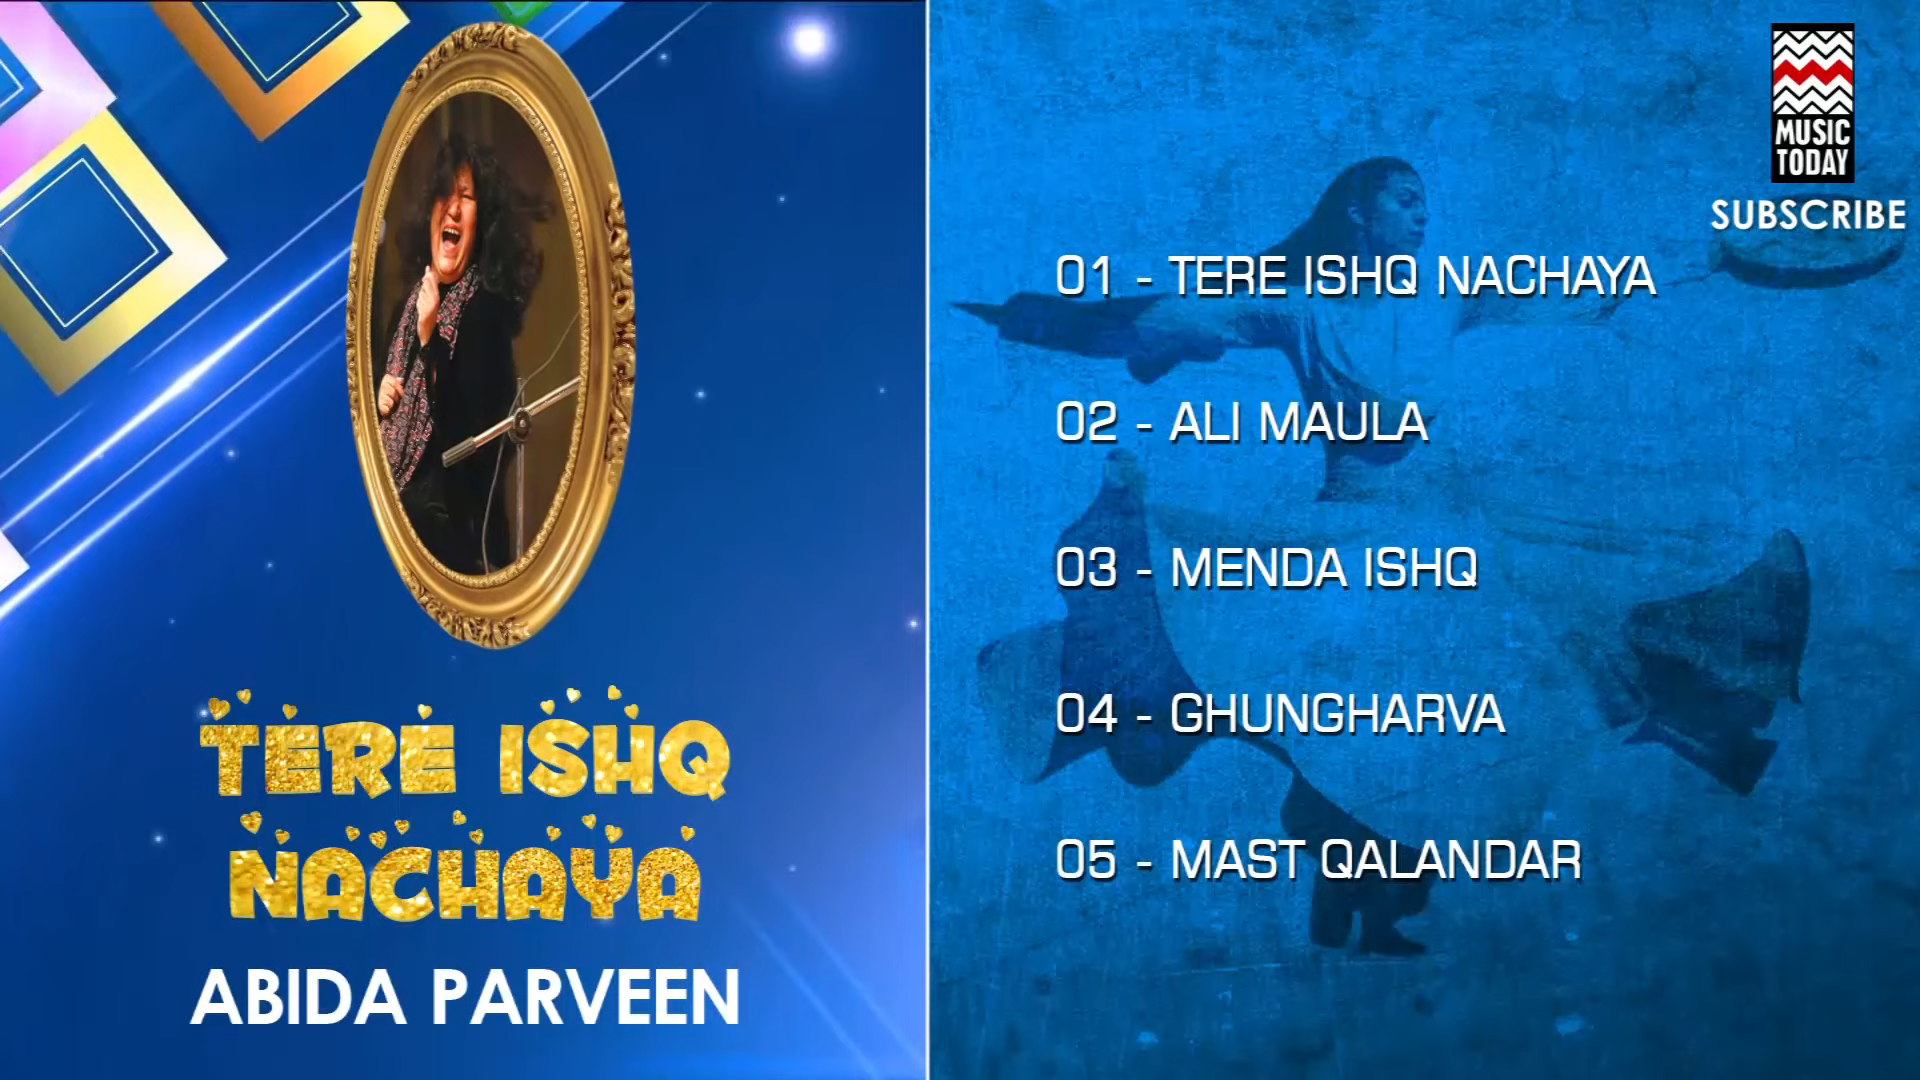 TERE ISHQ
NACHAYA
ABIDA PARVEEN
MUSIC
TODAY
SUBSCRIBE
01 - TERE ISHQ NACHAYA
02 - ALI MAULA
03 - MENDA ISHQ
04 - GHUNGHARVA
05 - MAST QALANDAR